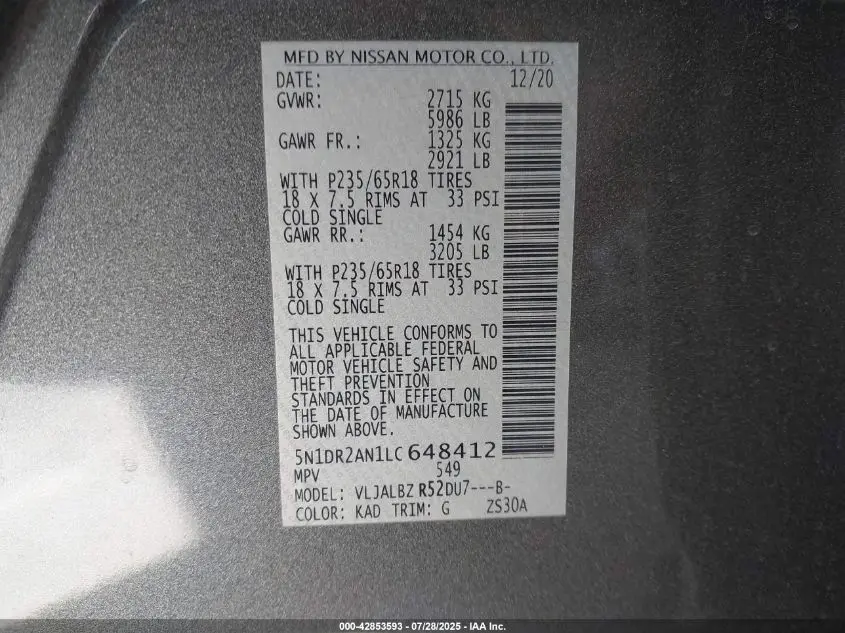 MFD BY NISSAN MOTOR CO., LTD.
DATE: 12/20
GVWR: 2715 KG
5986 LB
GAWR FR.: 1325 KG
2921 LB
WITH P235/65R18 TIRES
18 X 7.5 RIMS AT 33 PSI
COLD SINGLE
GAWR RR.: 1454 KG
3205 LB
WITH P235/65R18 TIRES
18 X 7.5 RIMS AT 33 PSI
COLD SINGLE
THIS VEHICLE CONFORMS TO
ALL APPLICABLE FEDERAL
MOTOR VEHICLE SAFETY AND
THEFT PREVENTION
STANDARDS IN EFFECT ON
THE DATE OF MANUFACTURE
SHOWN ABOVE.
5N1DR2AN1LC648412
MPV 549
MODEL: VLJALBZ R52DU7---B-
COLOR: KAD TRIM: G ZS30A
000-42853593 - 07/28/2025 - IAA Inc.